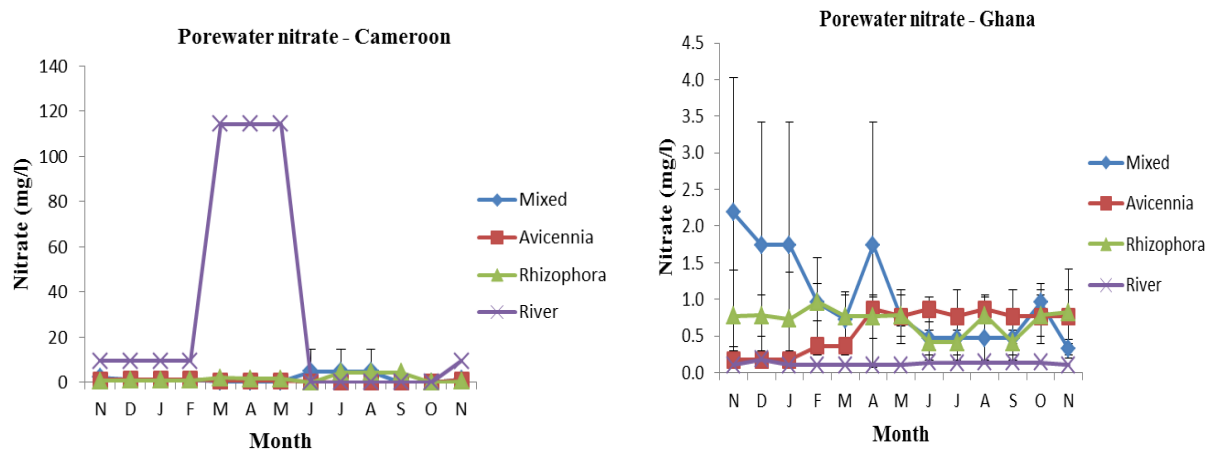 Porewater nitrate - Cameroon
Nitrate (mg/l)
140
120
100
80
60
40
20
0
N D J F M A M J J A S O N
Month
Mixed
Avicennia
Rhizophora
River
Porewater nitrate - Ghana
Nitrate (mg/l)
4.5
4.0
3.5
3.0
2.5
2.0
1.5
1.0
0.5
0.0
N D J F M A M J J A S O N
Month
Mixed
Avicennia
Rhizophora
River